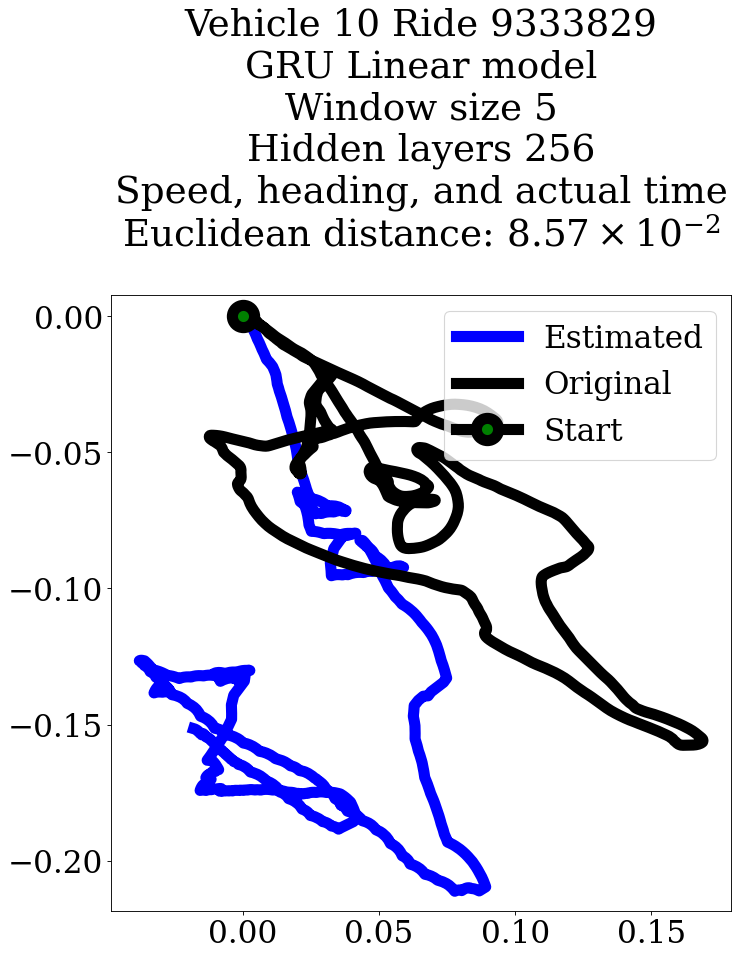 Vehicle 10 Ride 9333829
GRU Linear model
Window size 5
Hidden layers 256
Speed, heading, and actual time
Euclidean distance: 8.57 × 10⁻²
Estimated
Original
Start
0.00
−0.05
−0.10
−0.15
−0.20
0.00 0.05 0.10 0.15